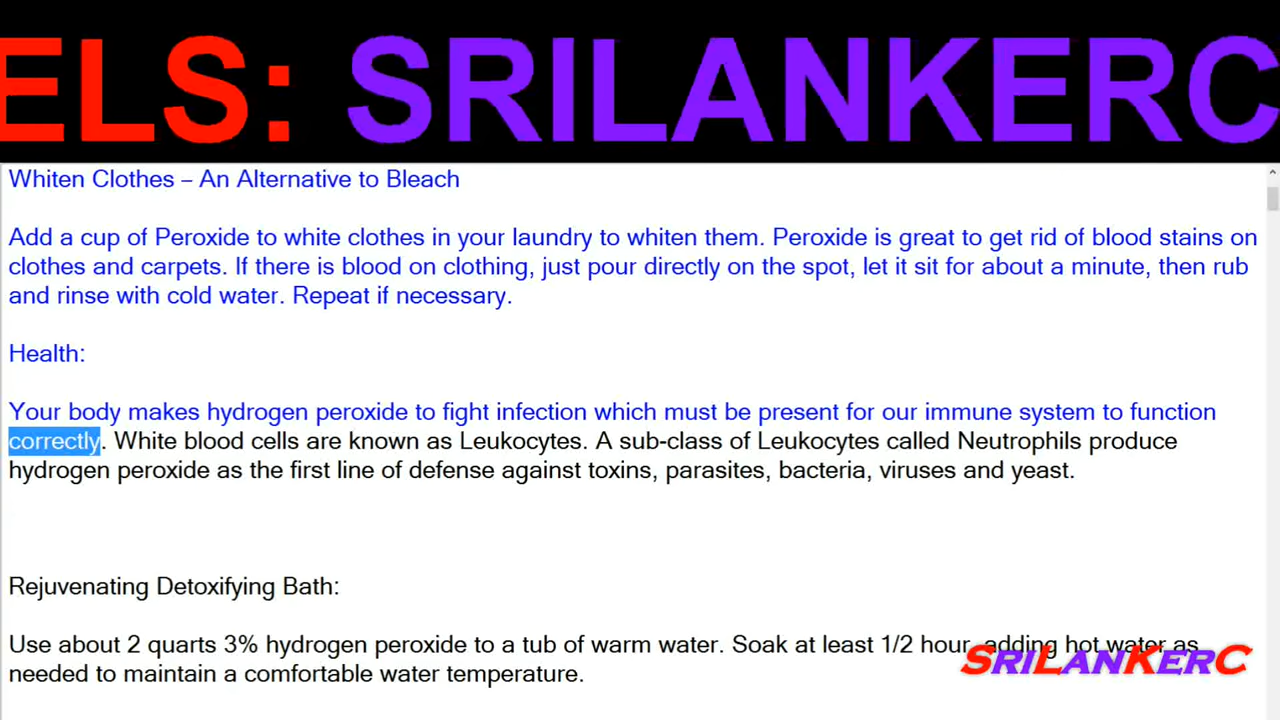 ELS: SRILANKERC
Whiten Clothes – An Alternative to Bleach
Add a cup of Peroxide to white clothes in your laundry to whiten them. Peroxide is great to get rid of blood stains on
clothes and carpets. If there is blood on clothing, just pour directly on the spot, let it sit for about a minute, then rub
and rinse with cold water. Repeat if necessary.
Health:
Your body makes hydrogen peroxide to fight infection which must be present for our immune system to function
correctly. White blood cells are known as Leukocytes. A sub-class of Leukocytes called Neutrophils produce
hydrogen peroxide as the first line of defense against toxins, parasites, bacteria, viruses and yeast.
Rejuvenating Detoxifying Bath:
Use about 2 quarts 3% hydrogen peroxide to a tub of warm water. Soak at least 1/2 hour, adding hot water as
needed to maintain a comfortable water temperature.
SRILANKERC